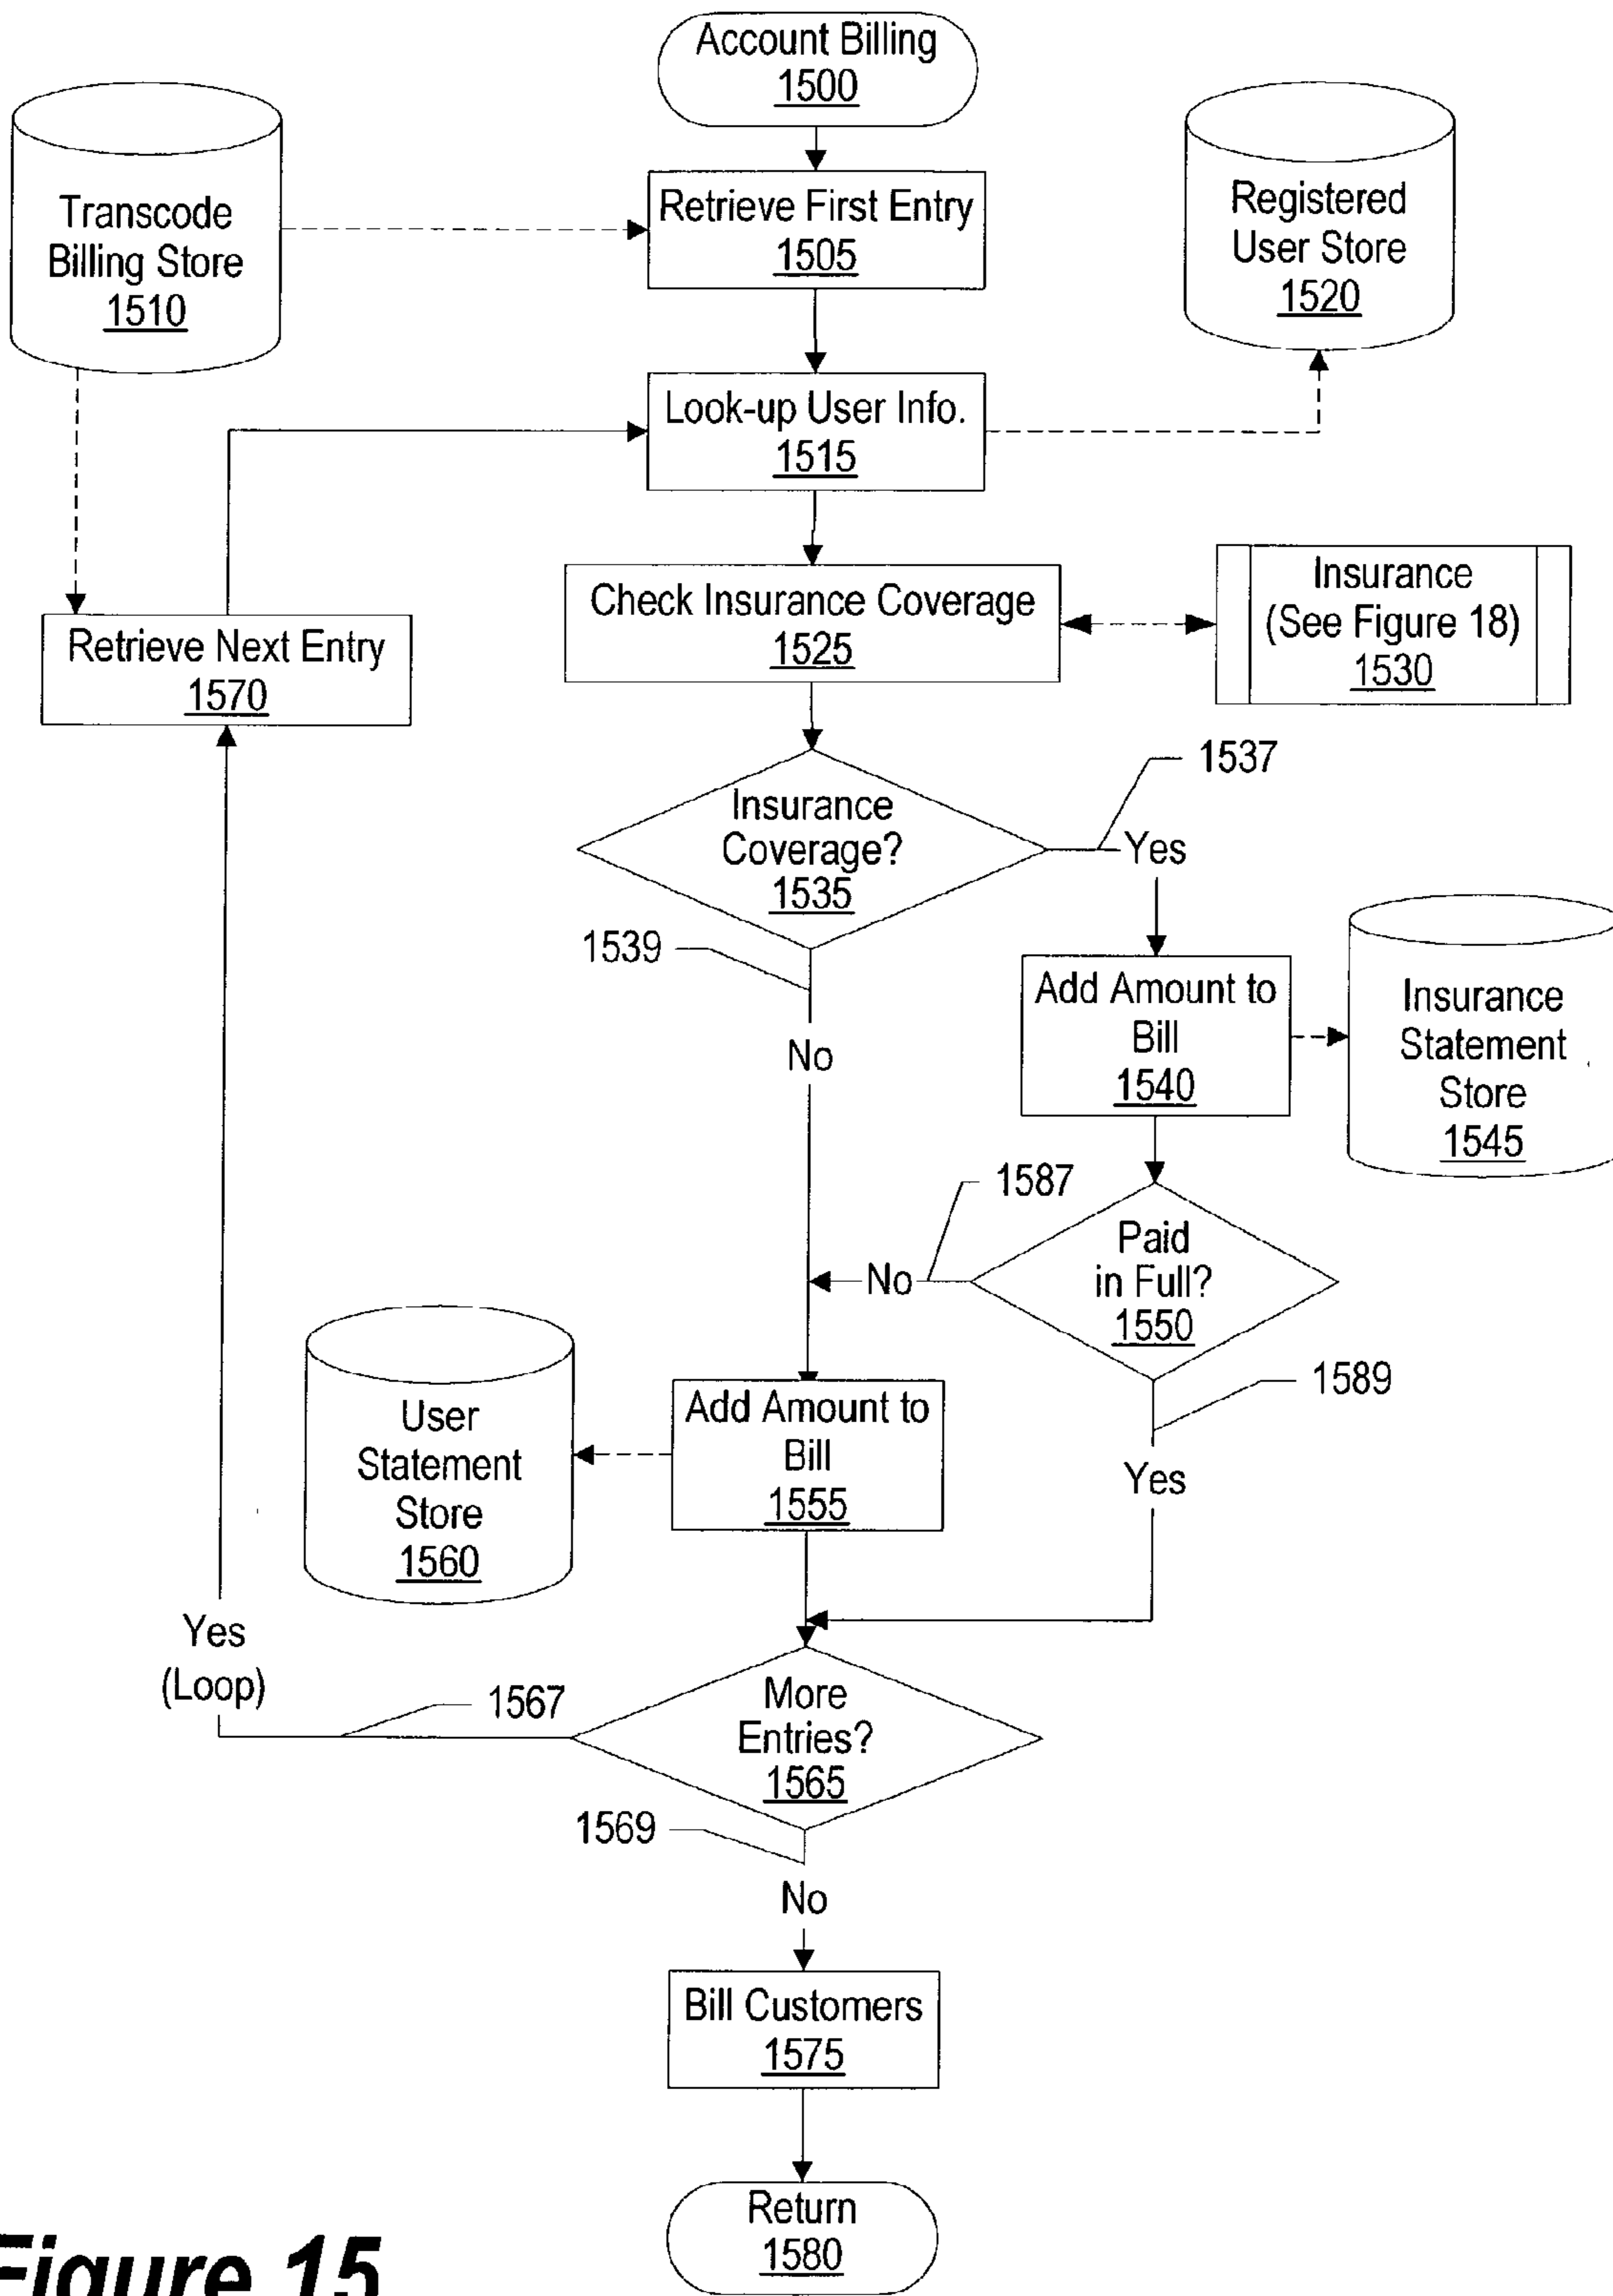 Account Billing
1500
Transcode
Billing Store
1510
Retrieve First Entry
1505
Registered
User Store
1520
Look-up User Info.
1515
Check Insurance Coverage
1525
Insurance
(See Figure 18)
1530
Retrieve Next Entry
1570
1537
Insurance
Coverage?
1535
Yes
1539
No
Add Amount to
Bill
1540
Insurance
Statement
Store
1545
1587
No
Paid
in Full?
1550
1589
Yes
User
Statement
Store
1560
Add Amount to
Bill
1555
Yes
(Loop)
1567
More
Entries?
1565
1569
No
Bill Customers
1575
Return
1580
Figure 15